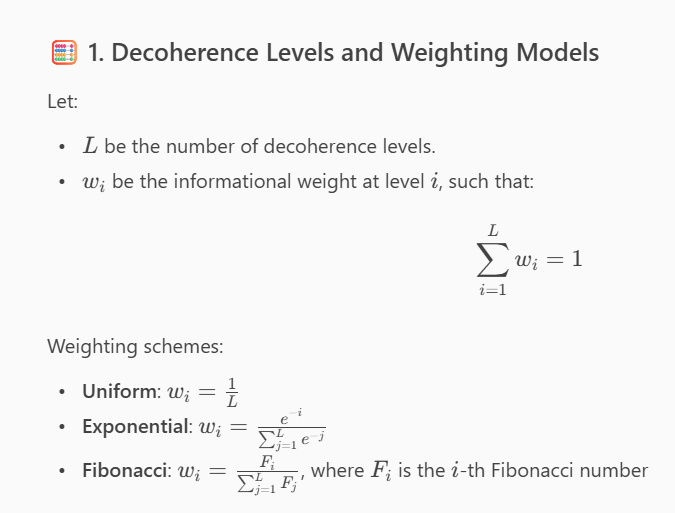 🧮 1. Decoherence Levels and Weighting Models
Let:
• L be the number of decoherence levels.
• w_i be the informational weight at level i, such that:
\sum_{i=1}^{L} w_i = 1
Weighting schemes:
• Uniform: w_i = \frac{1}{L}
• Exponential: w_i = \frac{e^{-i}}{\sum_{j=1}^{L} e^{-j}}
• Fibonacci: w_i = \frac{F_i}{\sum_{j=1}^{L} F_j}, where F_i is the i-th Fibonacci number